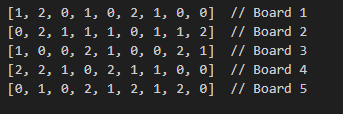 [1, 2, 0, 1, 0, 2, 1, 0, 0]  // Board 1
[0, 2, 1, 1, 1, 0, 1, 1, 2]  // Board 2
[1, 0, 0, 2, 1, 0, 0, 2, 1]  // Board 3
[2, 2, 1, 0, 2, 1, 1, 0, 0]  // Board 4
[0, 1, 0, 2, 1, 2, 1, 2, 0]  // Board 5